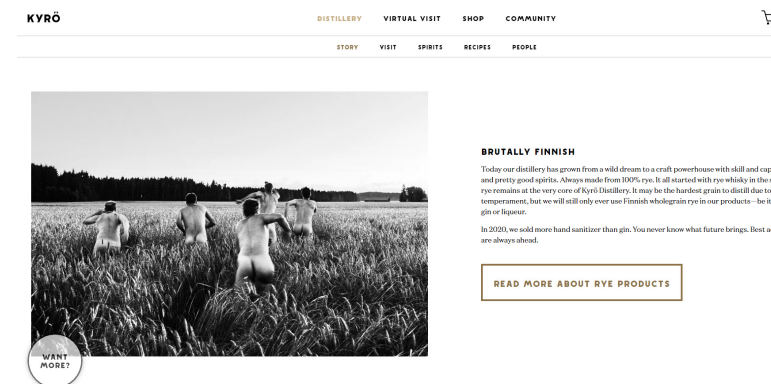 KYRÖ
DISTILLERY VIRTUAL VISIT SHOP COMMUNITY
STORY VISIT SPIRITS RECIPES PEOPLE
BRUTALLY FINNISH
Today our distillery has grown from a wild dream to a craft powerhouse with skill and
and pretty good spirits. Always made from 100% rye. It all started with rye whisky in the
rye remains at the very core of Kyrö Distillery. It may be the hardest grain to distill due to
temperament, but we will still only ever use Finnish wholegrain rye in our products—be it
gin or liqueur.
In 2020, we sold more hand sanitizer than gin. You never know what future brings. Best
are always ahead.
READ MORE ABOUT RYE PRODUCTS
WANT
MORE?